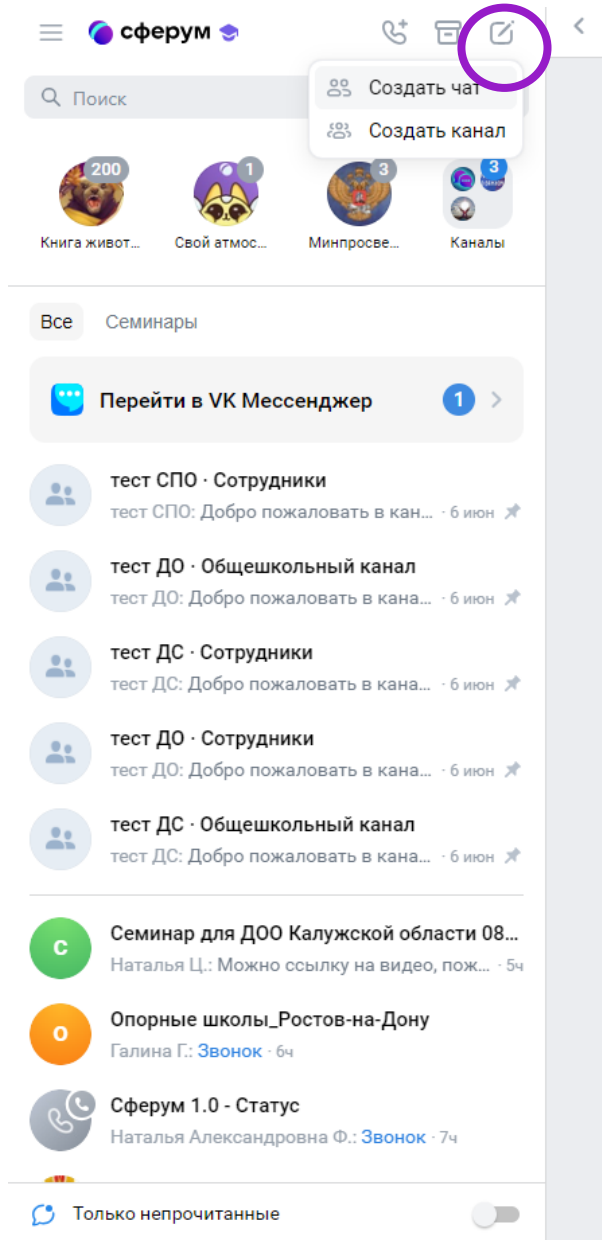 сферум
Создать чат
Поиск
Создать канал
200
1
3
3
Книга живот...
Свой атмос...
Минпросве...
Каналы
Все Семинары
Перейти в VK Мессенджер 1
тест СПО · Сотрудники
тест СПО: Добро пожаловать в кан... · 6 июн
тест ДО · Общешкольный канал
тест ДО: Добро пожаловать в кана... · 6 июн
тест ДС · Сотрудники
тест ДС: Добро пожаловать в кана... · 6 июн
тест ДО · Сотрудники
тест ДО: Добро пожаловать в кана... · 6 июн
тест ДС · Общешкольный канал
тест ДС: Добро пожаловать в кана... · 6 июн
С
Семинар для ДОО Калужской области 08...
Наталья Ц.: Можно ссылку на видео, пож... · 5ч
О
Опорные школы_Ростов-на-Дону
Галина Г.: Звонок · 6ч
Сферум 1.0 - Статус
Наталья Александровна Ф.: Звонок · 7ч
Только непрочитанные